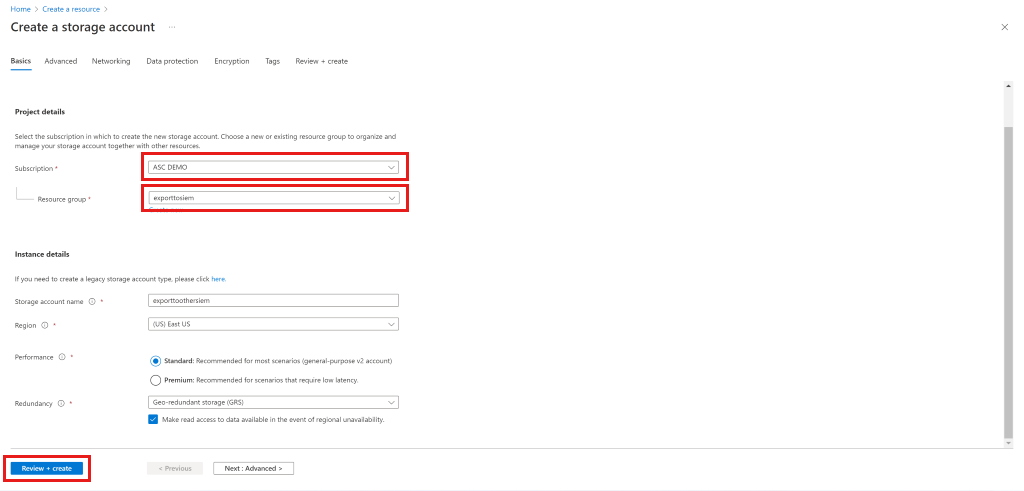 Home > Create a resource >
Create a storage account ...
Basics Advanced Networking Data protection Encryption Tags Review + create
Project details
Select the subscription in which to create the new storage account. Choose a new or existing resource group to organize and
manage your storage account together with other resources.
Subscription * ASC DEMO
Resource group * exporttosiem
Instance details
If you need to create a legacy storage account type, please click here.
Storage account name * exporttoothersiem
Region * (US) East US
Performance * Standard: Recommended for most scenarios (general-purpose v2 account)
Premium: Recommended for scenarios that require low latency.
Redundancy * Geo-redundant storage (GRS)
Make read access to data available in the event of regional unavailability.
Review + create < Previous Next : Advanced >